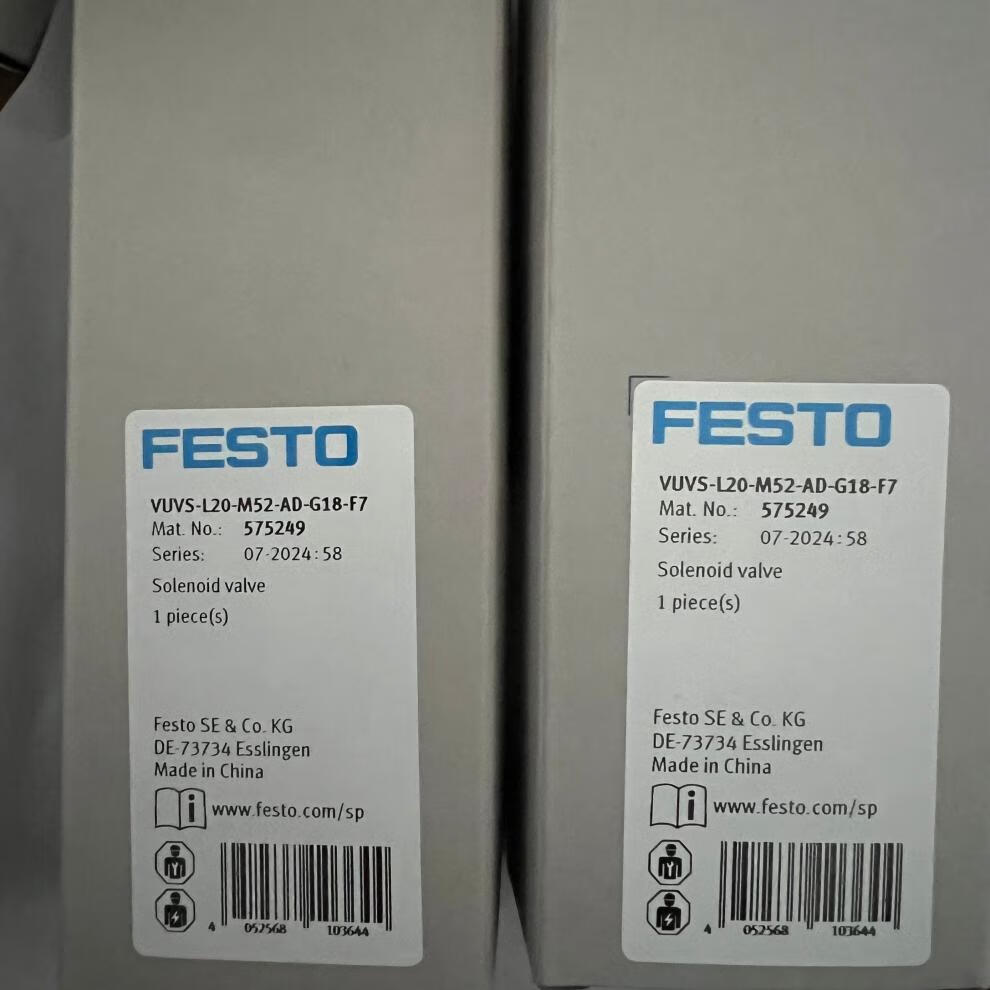 FESTO
VUVS-L20-M52-AD-G18-F7
Mat. No.: 575249
Series: 07-2024:58
Solenoid valve
1 piece(s)
Festo SE & Co. KG
DE-73734 Esslingen
Made in China
www.festo.com/sp
4 052568 103644
FESTO
VUVS-L20-M52-AD-G18-F7
Mat. No.: 575249
Series: 07-2024:58
Solenoid valve
1 piece(s)
Festo SE & Co. KG
DE-73734 Esslingen
Made in China
www.festo.com/sp
4 052568 103644